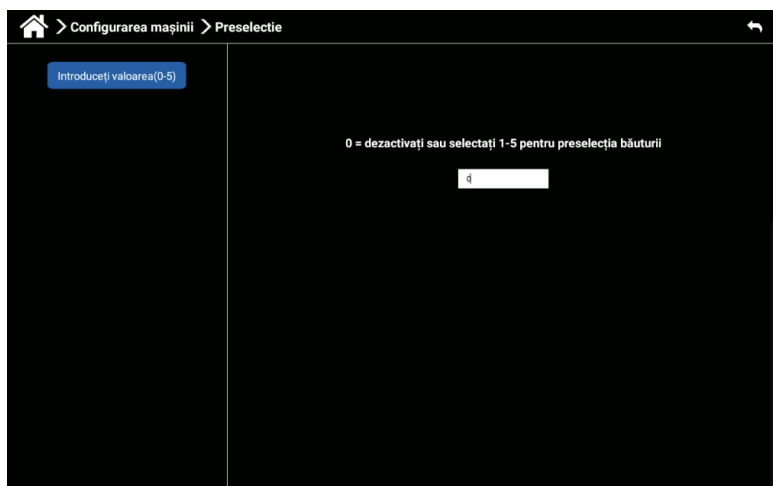 Configurarea mașinii Preselectie
Introduceți valoarea(0-5)
0 = dezactivați sau selectați 1-5 pentru preselecția băuturii
0